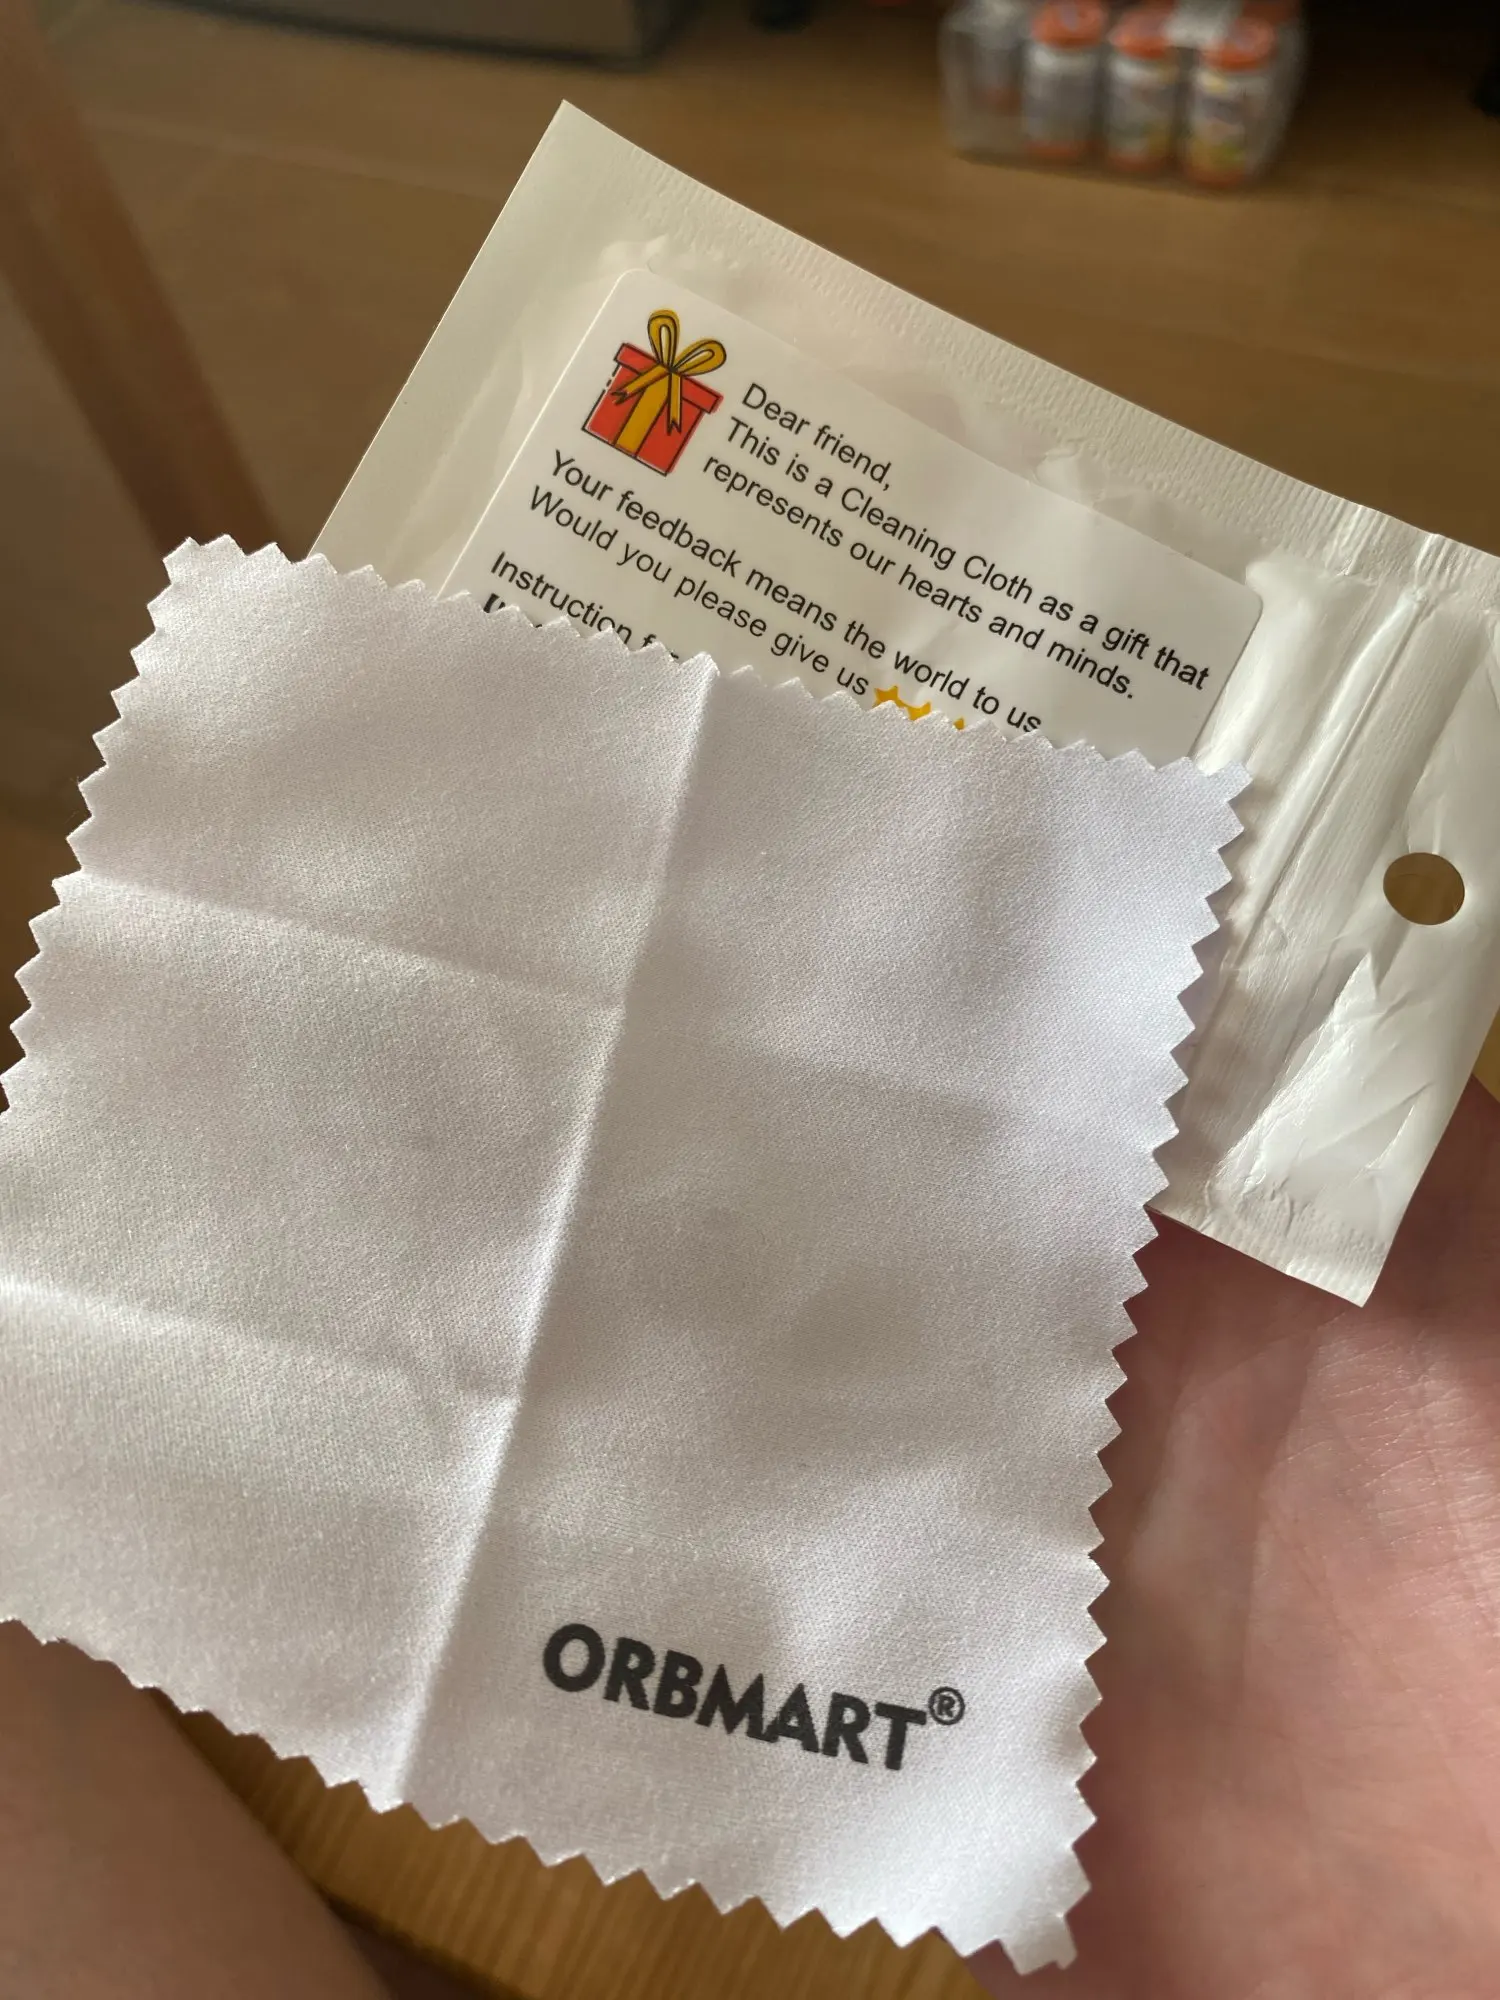 Dear friend,
This is a Cleaning Cloth as a gift that
represents our hearts and minds.
Your feedback means the world to us
Would you please give us
Instruction
ORBMART®